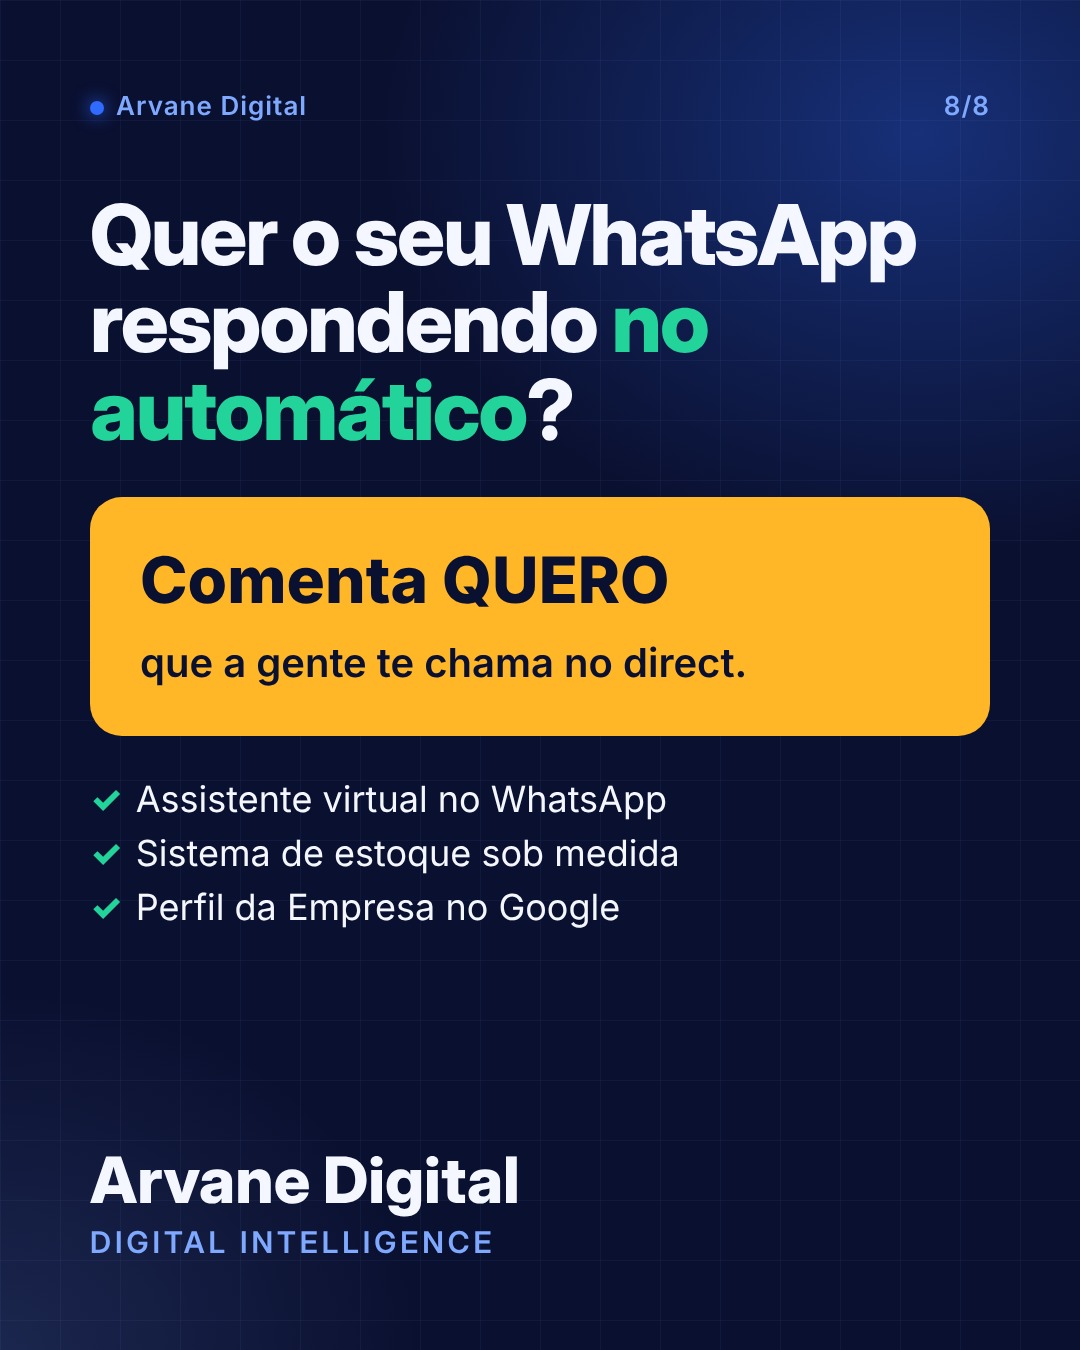 Arvane Digital
8/8
Quer o seu WhatsApp
respondendo no
automático?
Comenta QUERO
que a gente te chama no direct.
Assistente virtual no WhatsApp
Sistema de estoque sob medida
Perfil da Empresa no Google
Arvane Digital
DIGITAL INTELLIGENCE